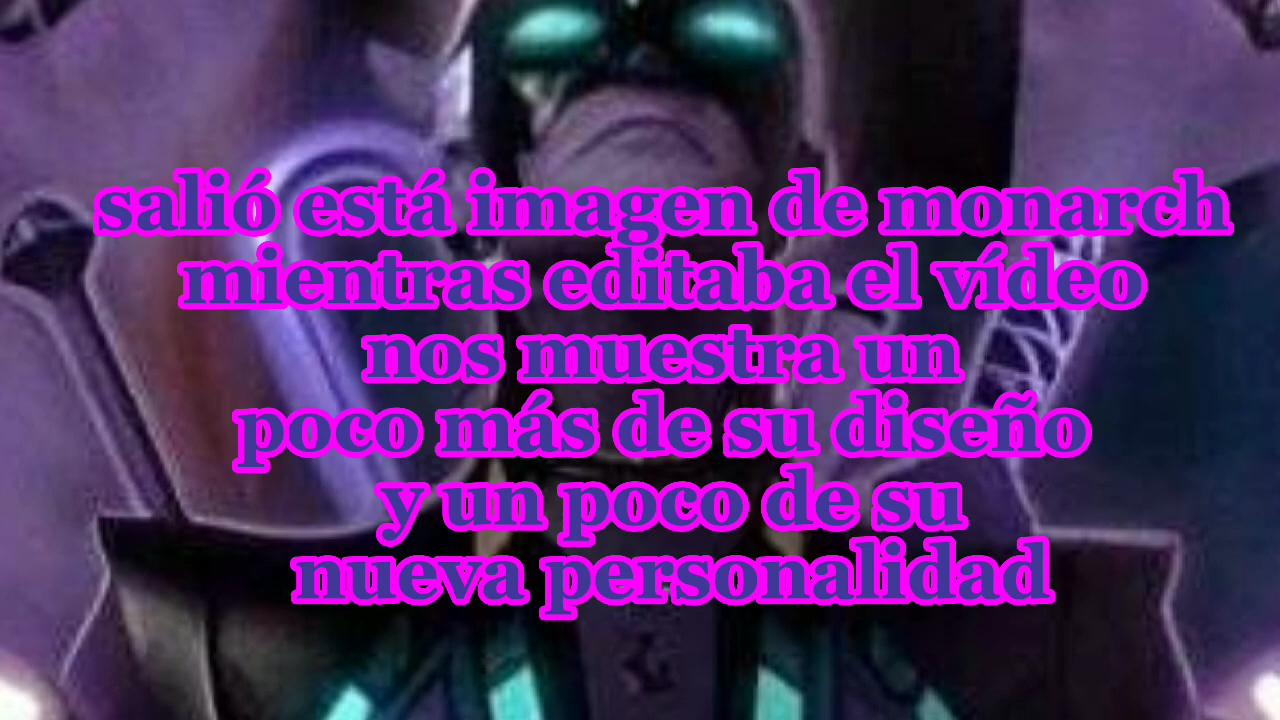 salió está imagen de monarch
mientras editaba el vídeo
nos muestra un
poco más de su diseño
y un poco de su
nueva personalidad